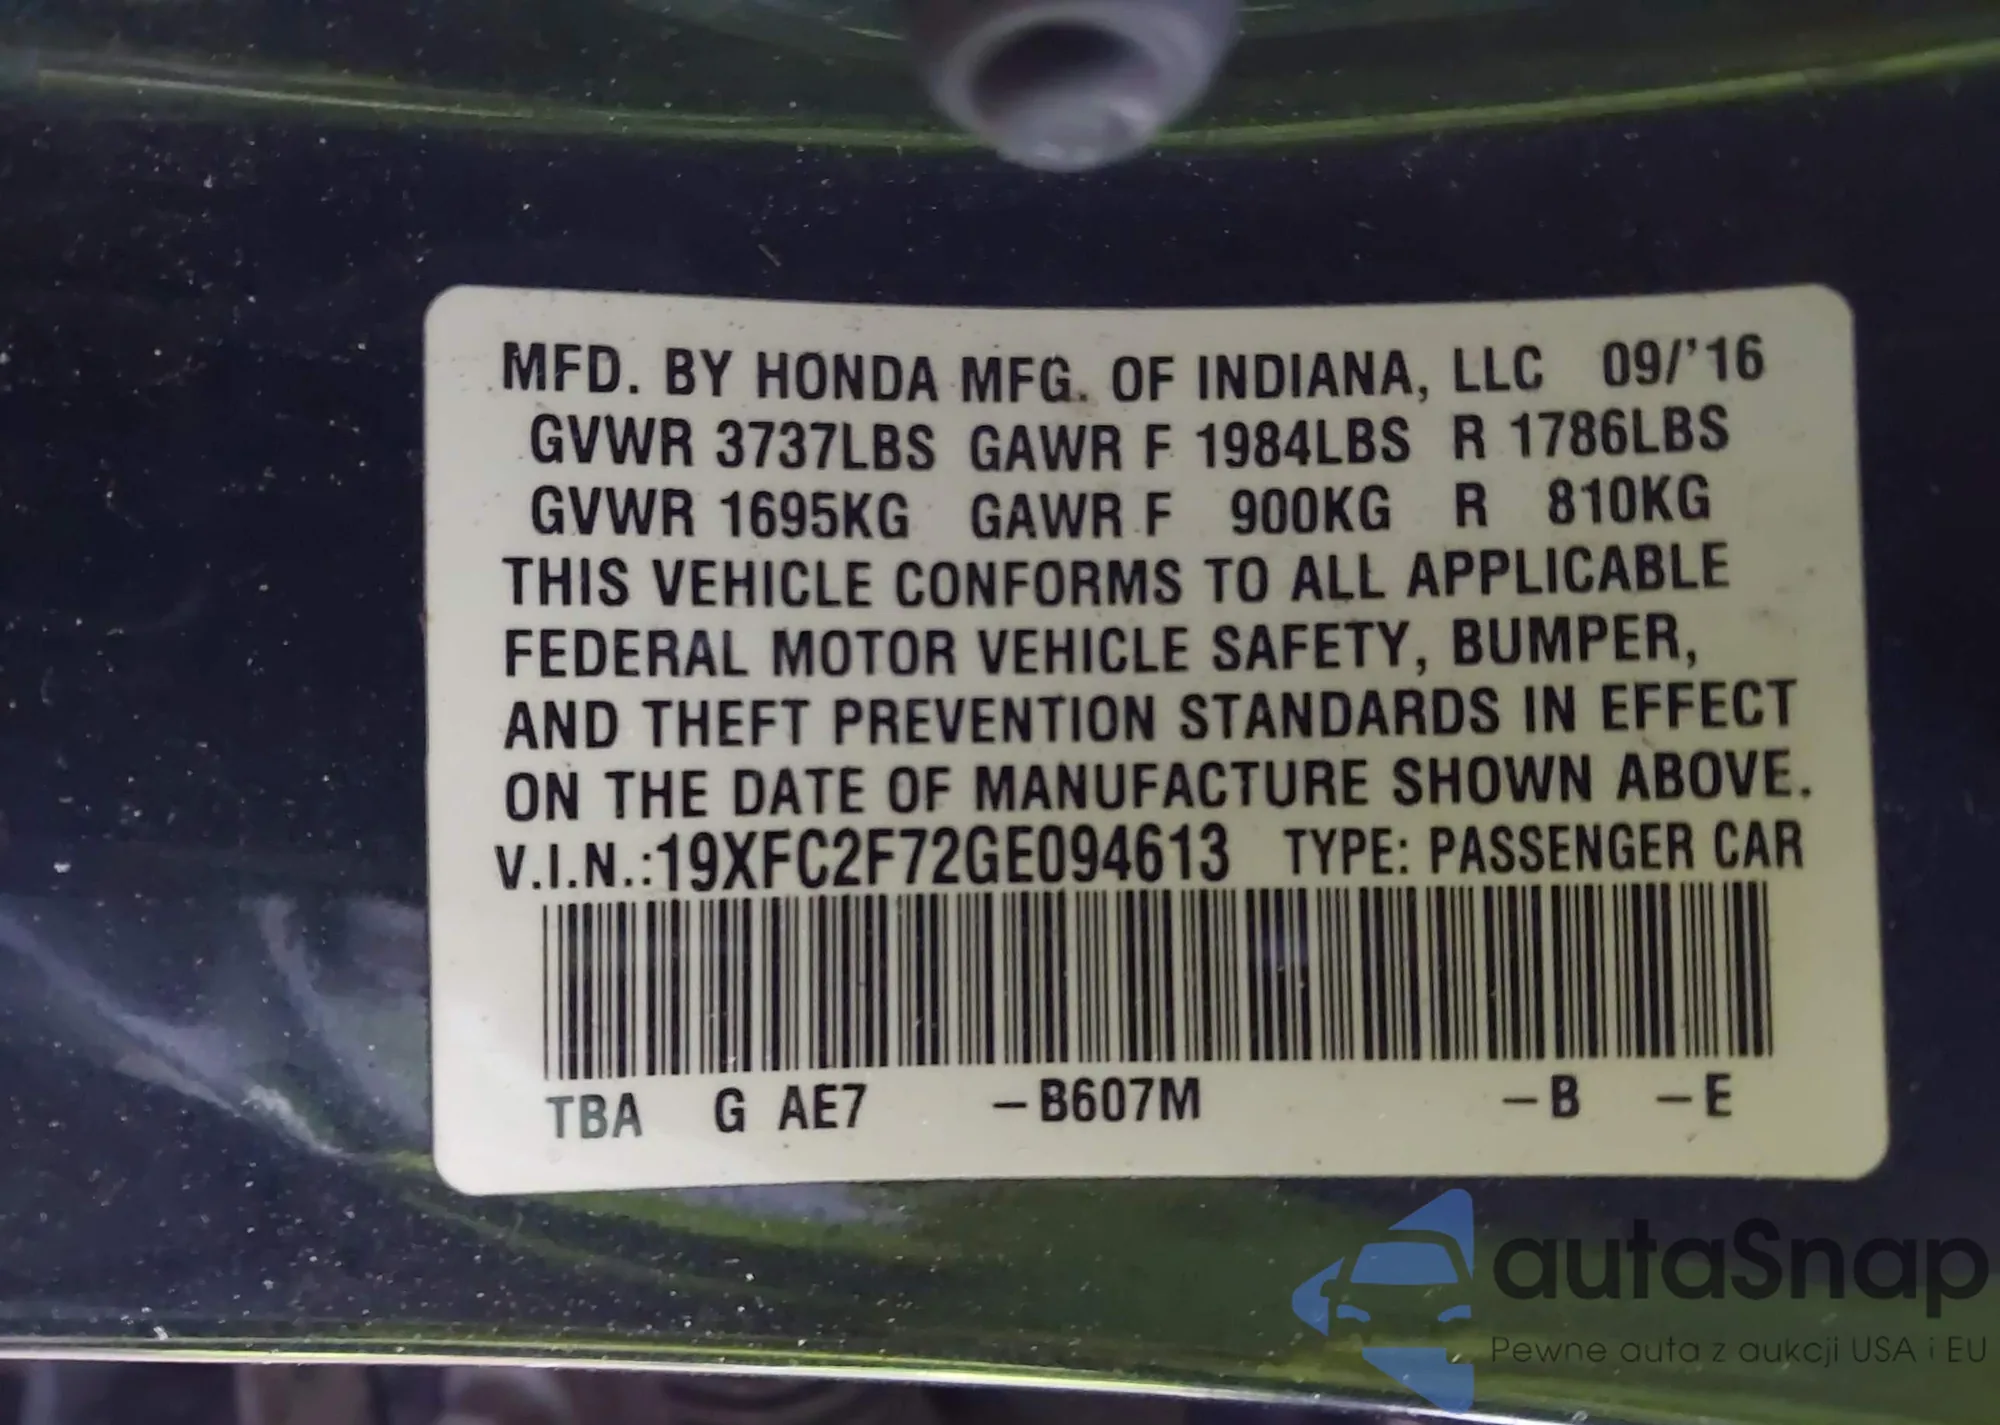 MFD. BY HONDA MFG. OF INDIANA, LLC 09/'16
GVWR 3737LBS GAWR F 1984LBS R 1786LBS
GVWR 1695KG GAWR F 900KG R 810KG
THIS VEHICLE CONFORMS TO ALL APPLICABLE
FEDERAL MOTOR VEHICLE SAFETY, BUMPER,
AND THEFT PREVENTION STANDARDS IN EFFECT
ON THE DATE OF MANUFACTURE SHOWN ABOVE.
V.I.N.:19XFC2F72GE094613 TYPE: PASSENGER CAR
TBA G AE7 –B607M –B –E
autaSnap
Pewne auta z aukcji USA i EU